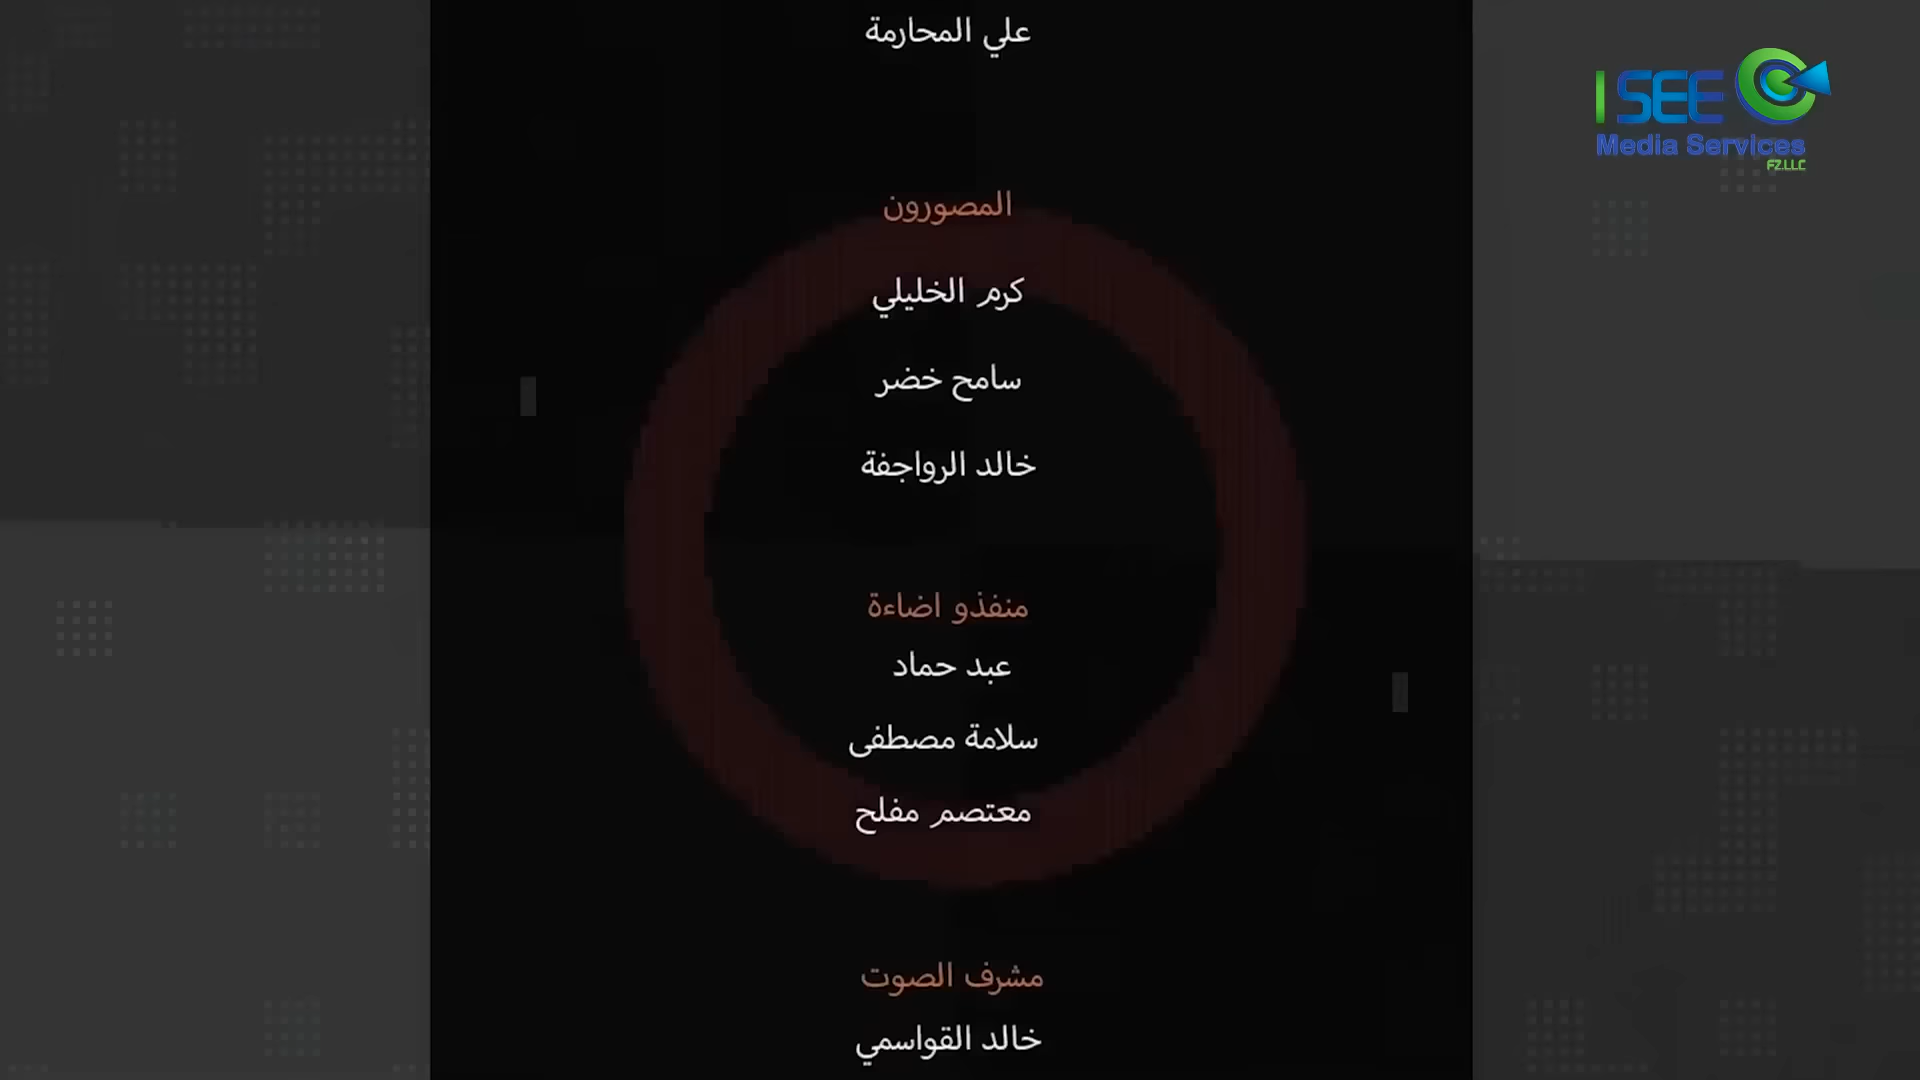 علي المحارمة
I SEE
Media Services
FZ.LLC
المصورون
كرم الخليلي
سامح خضر
خالد الرواجفة
منفذو اضاءة
عبد حماد
سلامة مصطفى
معتصم مفلح
مشرف الصوت
خالد القواسمي